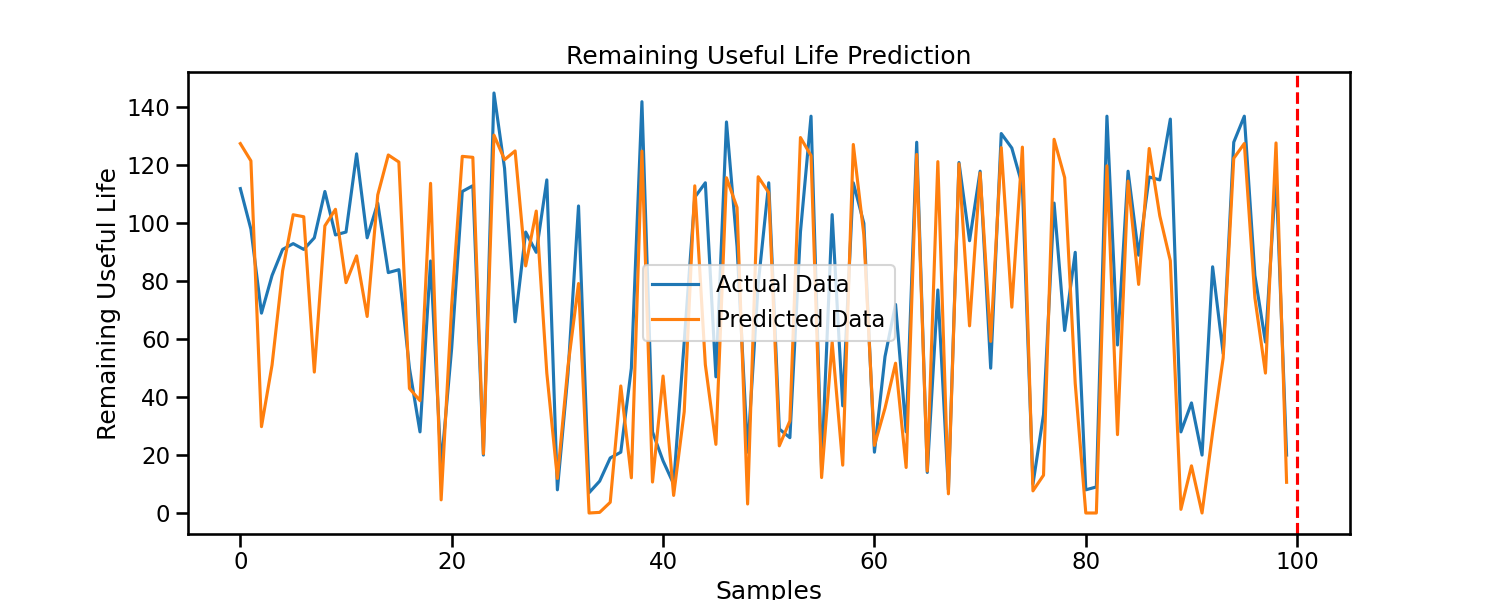 Remaining Useful Life Prediction
Remaining Useful Life
140
120
100
80
60
40
20
0
Actual Data
Predicted Data
0 20 40 60 80 100
Samples